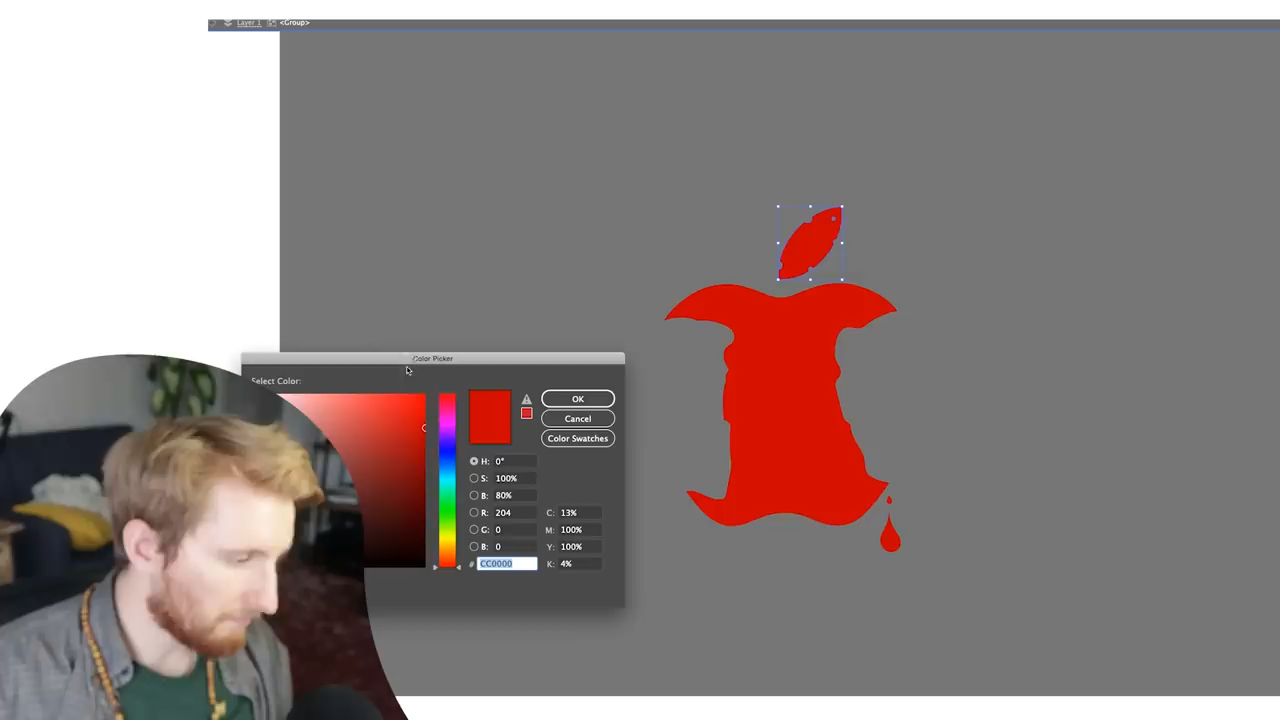 Layer 1 <Group>
Color Picker
Select Color:
OK
Cancel
Color Swatches
H: 0°
S: 100%
B: 80%
R: 204 C: 13%
G: 0 M: 100%
B: 0 Y: 100%
# CC0000 K: 4%